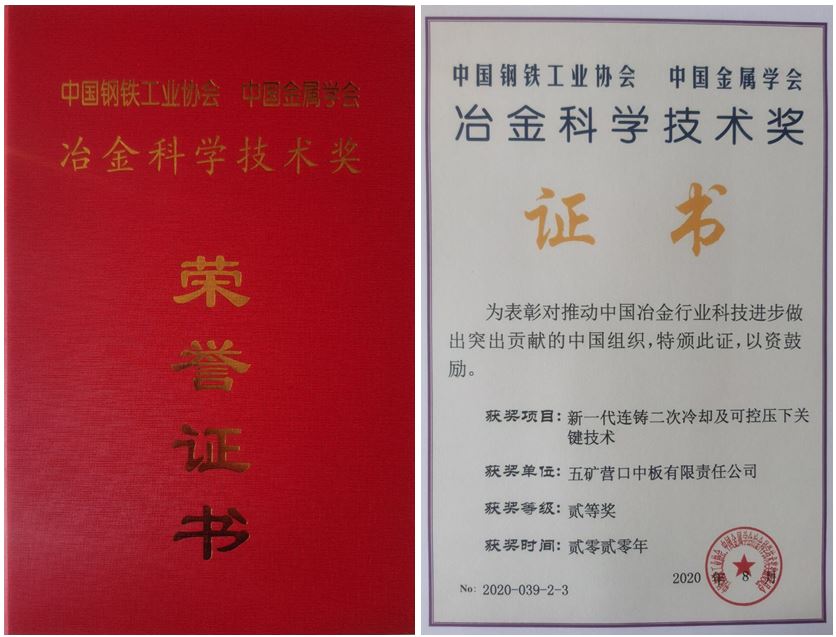 中国钢铁工业协会 中国金属学会
冶金科学技术奖
荣
誉
证
书
中国钢铁工业协会 中国金属学会
冶金科学技术奖
证 书
为表彰对推动中国冶金行业科技进步做
出突出贡献的中国组织,特颁此证,以资鼓
励。
获奖项目: 新一代连铸二次冷却及可控压下关
键技术
获奖单位: 五矿营口中板有限责任公司
获奖等级: 贰等奖
获奖时间: 贰零贰零年
2020 年 8 月
No: 2020-039-2-3